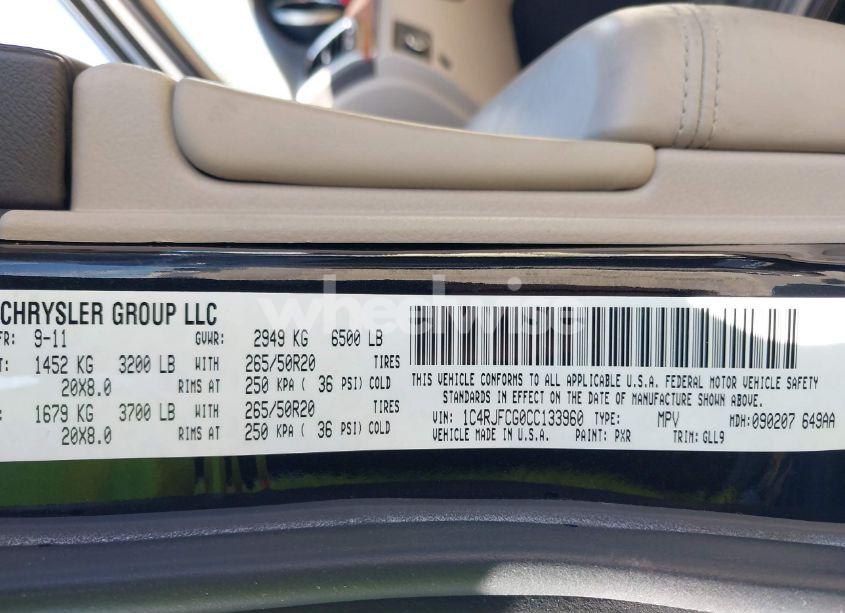 CHRYSLER GROUP LLC
FR: 9-11 GVWR: 2949 KG 6500 LB
T: 1452 KG 3200 LB WITH 265/50R20 TIRES
20X8.0 RIMS AT 250 KPA ( 36 PSI) COLD
: 1679 KG 3700 LB WITH 265/50R20 TIRES
20X8.0 RIMS AT 250 KPA ( 36 PSI) COLD
THIS VEHICLE CONFORMS TO ALL APPLICABLE U.S.A. FEDERAL MOTOR VEHICLE SAFETY
STANDARDS IN EFFECT ON THE DATE OF MANUFACTURE SHOWN ABOVE.
VIN: 1C4RJFCG0CC133960 TYPE: MPV MDH:090207 649AA
VEHICLE MADE IN U.S.A. PAINT: PXR TRIM: GLL9
wheelwise